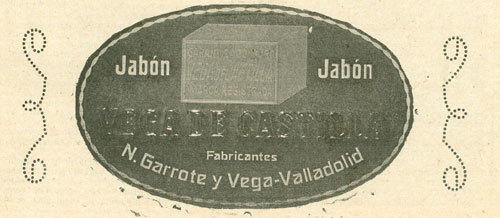 Jabón Jabón
VEGA DE CASTILLA
Fabricantes
N. Garrote y Vega-Valladolid